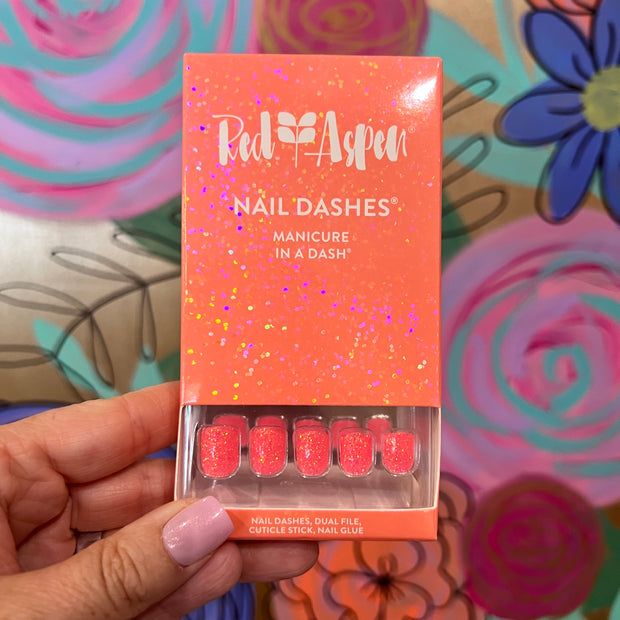 Red Aspen®
NAIL DASHES®
MANICURE
IN A DASH®
NAIL DASHES, DUAL FILE,
CUTICLE STICK, NAIL GLUE